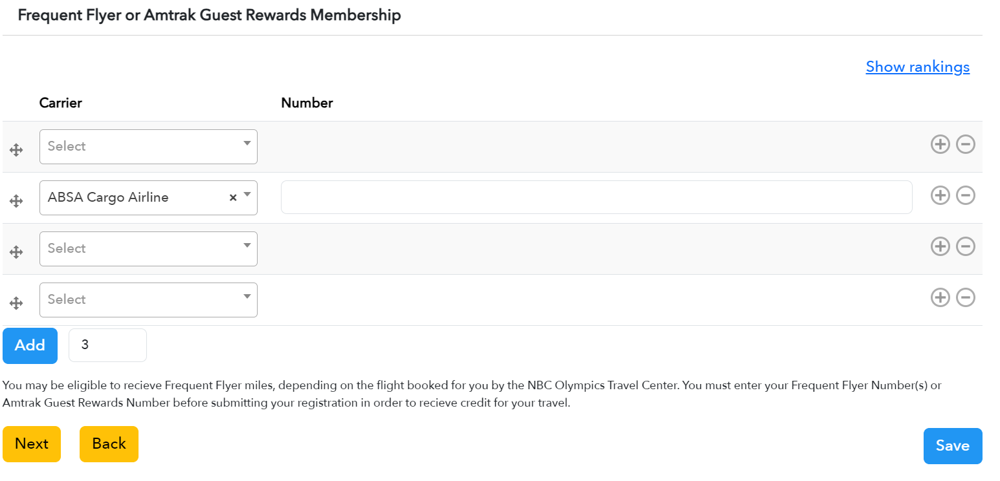 Frequent Flyer or Amtrak Guest Rewards Membership
Show rankings
Carrier Number
Select
ABSA Cargo Airline ×
Select
Select
Add 3
You may be eligible to recieve Frequent Flyer miles, depending on the flight booked for you by the NBC Olympics Travel Center. You must enter your Frequent Flyer Number(s) or
Amtrak Guest Rewards Number before submitting your registration in order to recieve credit for your travel.
Next Back Save